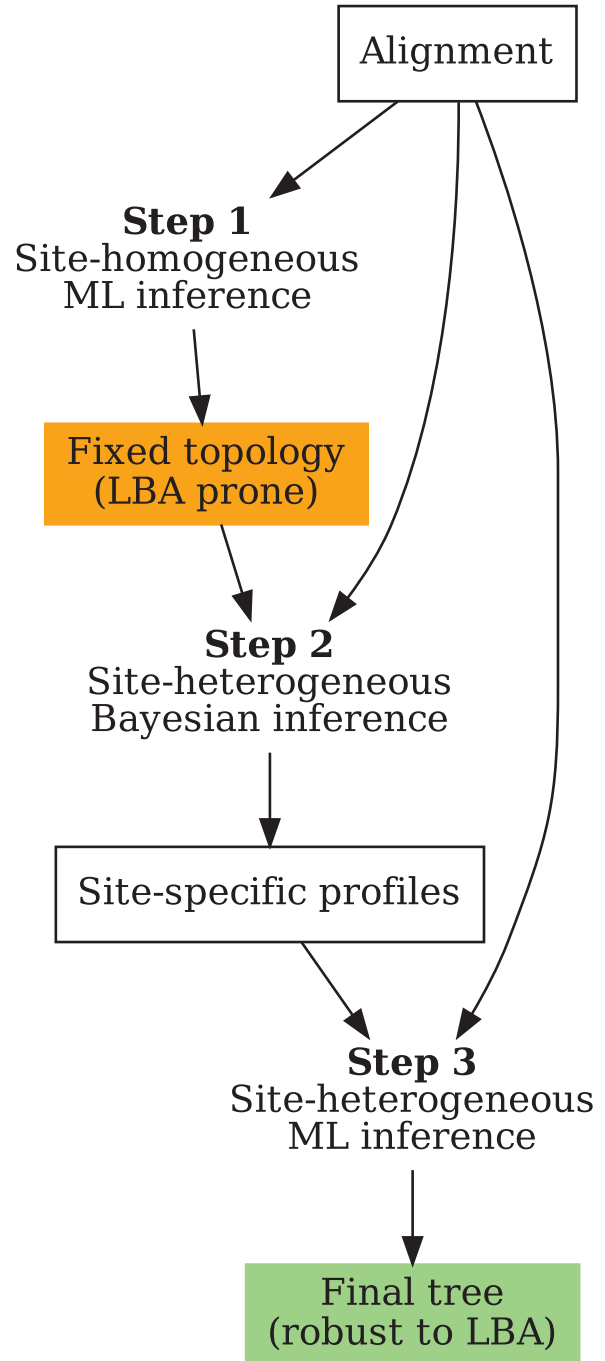 Alignment
Step 1
Site-homogeneous
ML inference
Fixed topology
(LBA prone)
Step 2
Site-heterogeneous
Bayesian inference
Site-specific profiles
Step 3
Site-heterogeneous
ML inference
Final tree
(robust to LBA)